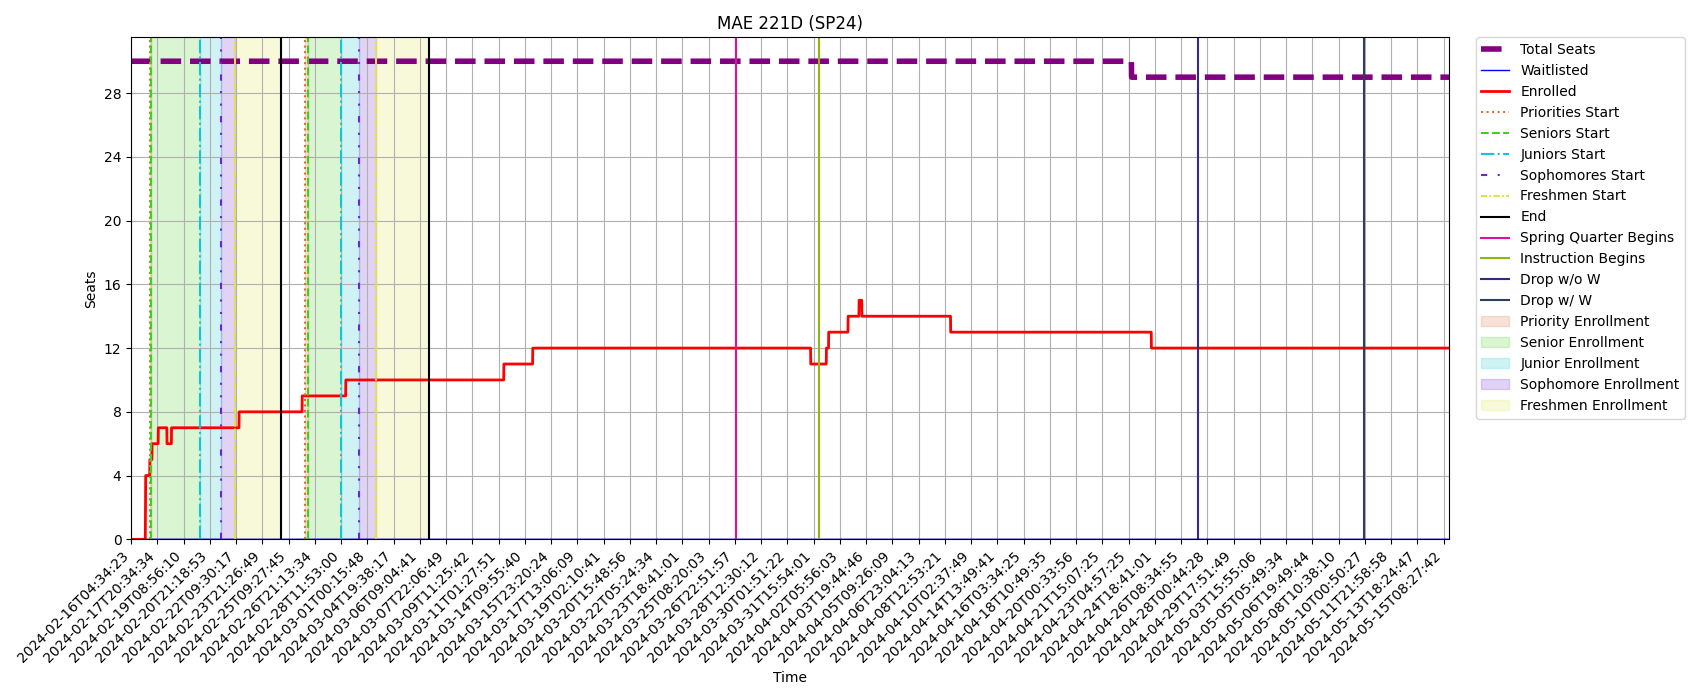 MAE 221D (SP24)
Seats
28
24
20
16
12
8
4
0
2024-02-16T04:34:23
2024-02-17T20:34:34
2024-02-19T08:56:10
2024-02-20T21:18:53
2024-02-22T09:30:17
2024-02-23T21:26:49
2024-02-25T09:27:45
2024-02-26T21:13:34
2024-02-28T11:53:00
2024-03-01T00:15:48
2024-03-04T19:38:17
2024-03-06T09:04:41
2024-03-07T22:06:49
2024-03-09T11:25:42
2024-03-11T01:27:51
2024-03-14T09:55:40
2024-03-15T23:20:24
2024-03-17T13:06:09
2024-03-19T02:10:41
2024-03-20T15:48:56
2024-03-22T05:24:34
2024-03-23T18:41:01
2024-03-25T08:20:03
2024-03-26T22:51:57
2024-03-28T12:30:12
2024-03-30T01:51:22
2024-03-31T15:54:01
2024-04-02T05:56:03
2024-04-03T19:44:46
2024-04-05T09:26:09
2024-04-06T23:04:13
2024-04-08T12:53:21
2024-04-10T02:37:49
2024-04-14T13:49:41
2024-04-16T03:34:25
2024-04-18T10:49:35
2024-04-20T00:33:56
2024-04-21T15:07:25
2024-04-23T04:57:25
2024-04-24T18:41:01
2024-04-26T08:34:55
2024-04-28T00:44:28
2024-04-29T17:51:49
2024-05-03T15:55:06
2024-05-05T05:49:34
2024-05-06T19:49:44
2024-05-08T10:38:10
2024-05-10T00:50:27
2024-05-11T21:58:58
2024-05-13T18:24:47
2024-05-15T08:27:42
Time
Total Seats
Waitlisted
Enrolled
Priorities Start
Seniors Start
Juniors Start
Sophomores Start
Freshmen Start
End
Spring Quarter Begins
Instruction Begins
Drop w/o W
Drop w/ W
Priority Enrollment
Senior Enrollment
Junior Enrollment
Sophomore Enrollment
Freshmen Enrollment